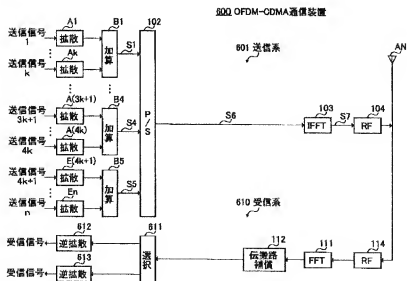 600 OFDM-CDMA通信装置
送信信号 1
A1
拡散
B1
加算
S1
102
P/S
送信信号 k
Ak
拡散
601 送信系
送信信号 3k+1
A(3k+1)
拡散
B4
加算
S4
送信信号 4k
A(4k)
拡散
S6
103
IFFT
S7
104
RF
AN
送信信号 4k+1
E(4k+1)
拡散
B5
加算
S5
送信信号 n
En
拡散
610 受信系
受信信号
612
逆拡散
611
選択
112
伝搬路補償
111
FFT
114
RF
受信信号
613
逆拡散